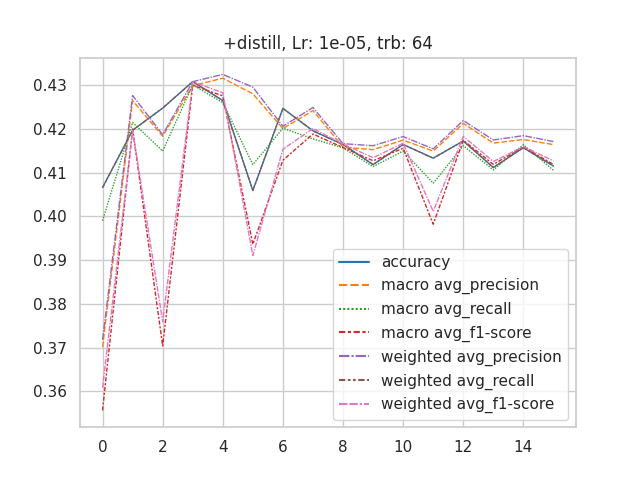 +distill, Lr: 1e-05, trb: 64
0.43
0.42
0.41
0.40
0.39
0.38
0.37
0.36
accuracy
macro avg_precision
macro avg_recall
macro avg_f1-score
weighted avg_precision
weighted avg_recall
weighted avg_f1-score
0 2 4 6 8 10 12 14